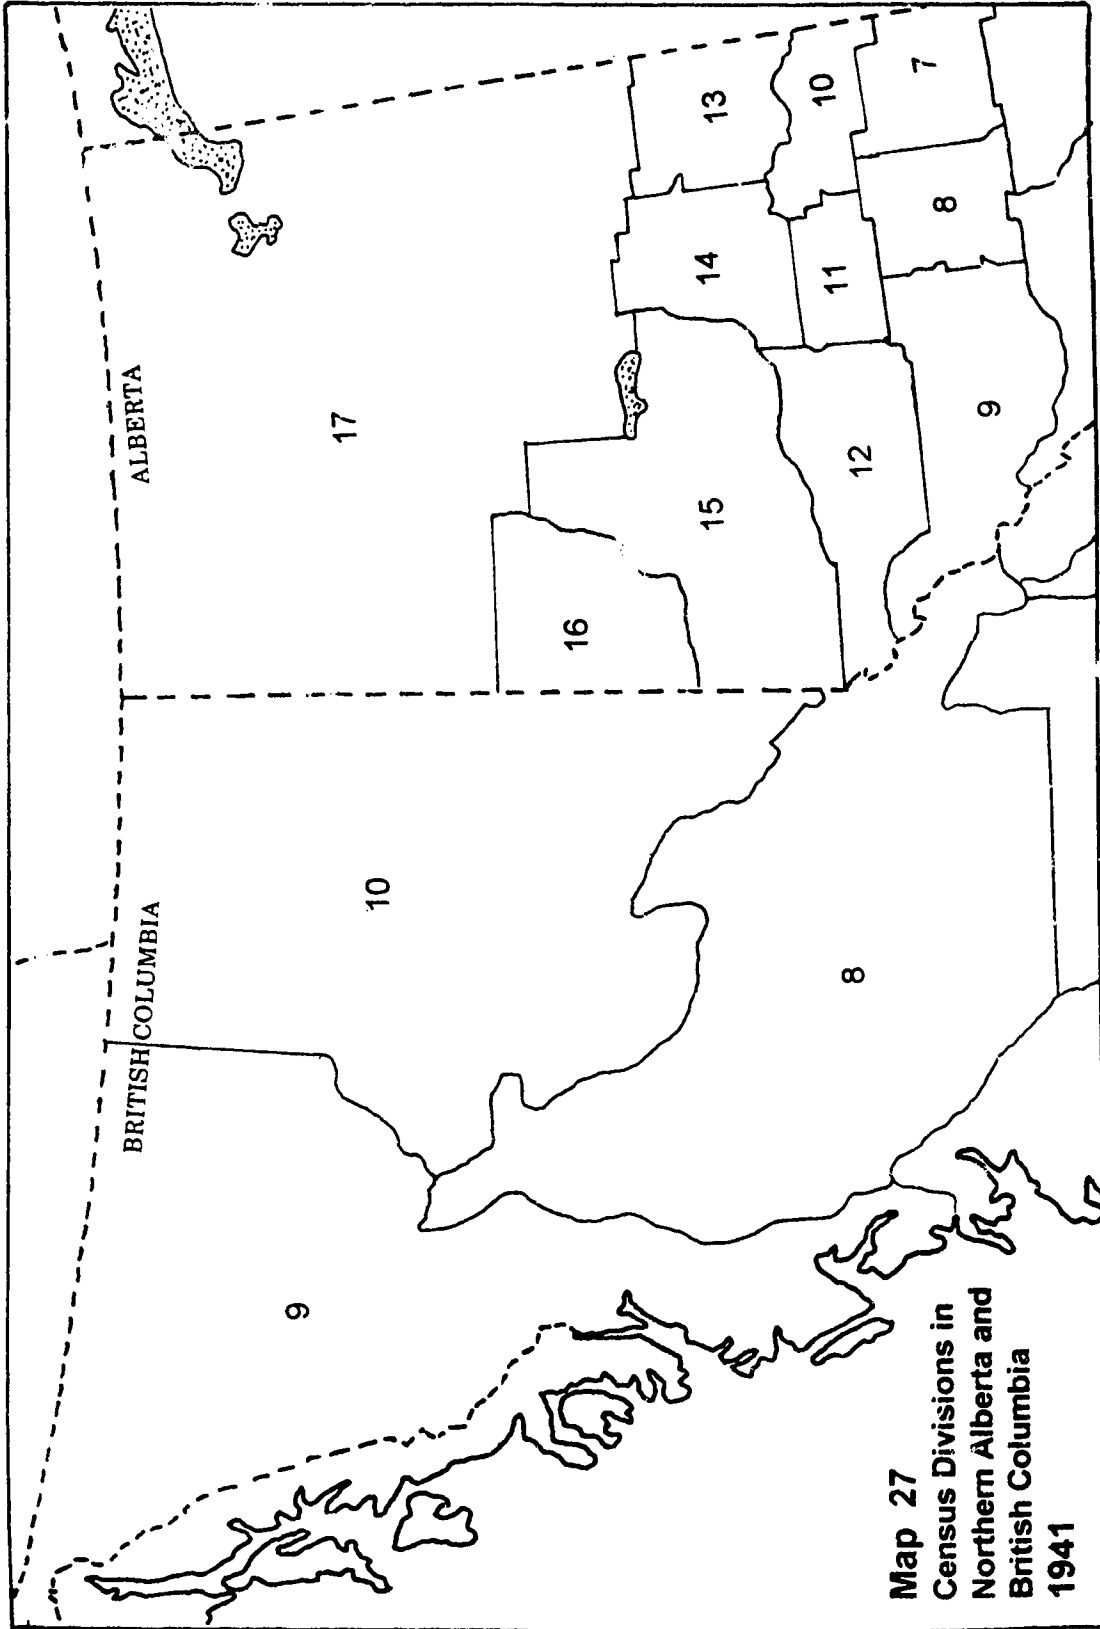 BRITISH COLUMBIA
ALBERTA
9
10
8
17
16
15
14
13
12
11
10
9
8
7
Map 27
Census Divisions in
Northern Alberta and
British Columbia
1941